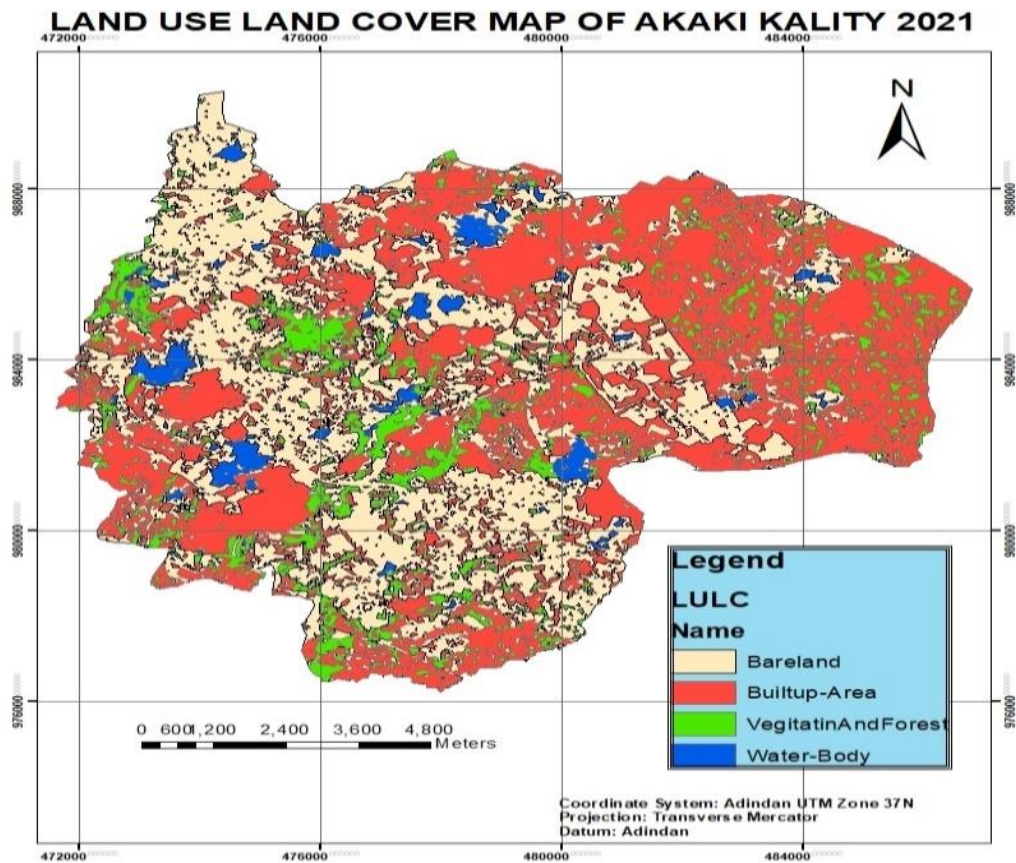 LAND USE LAND COVER MAP OF AKAKI KALITY 2021
472000 476000 480000 484000
N
988000 988000
984000 984000
980000 980000
976000 976000
Legend
LULC
Name
Bareland
Builtup-Area
VegitatinAndForest
Water-Body
0 600 1,200 2,400 3,600 4,800
Meters
Coordinate System: Adindan UTM Zone 37N
Projection: Transverse Mercator
Datum: Adindan
472000 476000 480000 484000